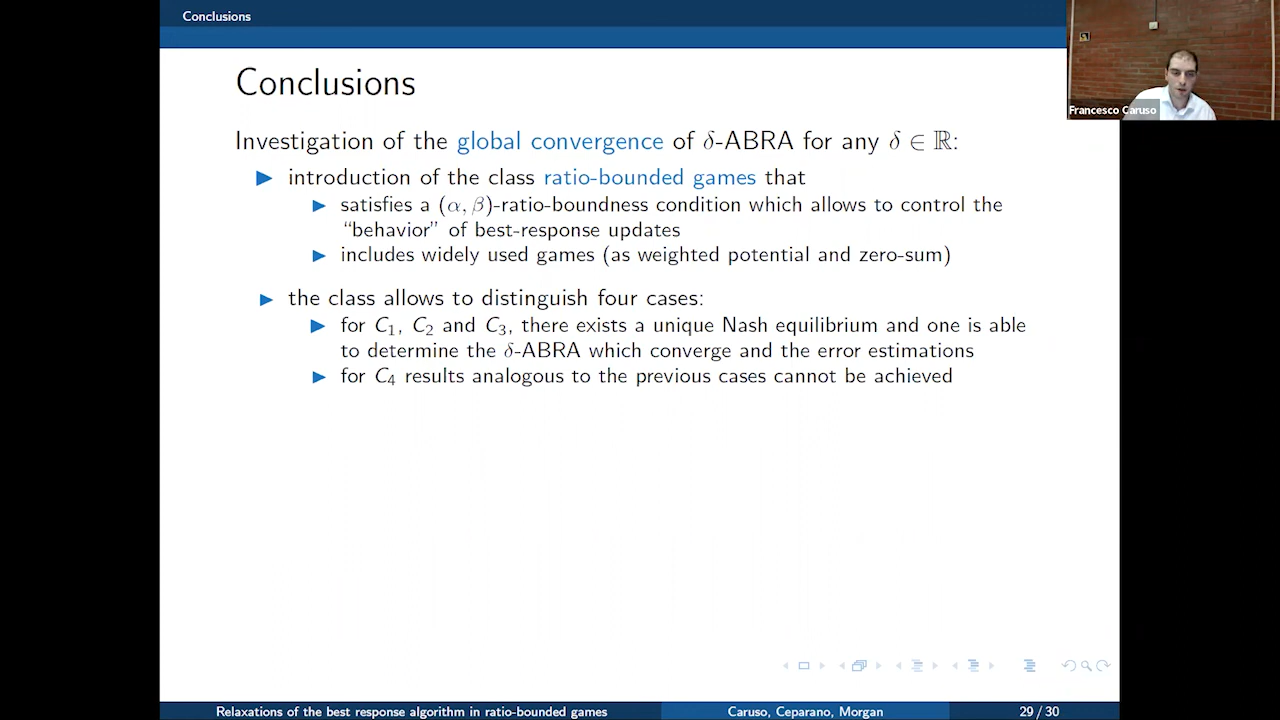 Conclusions
Francesco Caruso
Conclusions
Investigation of the global convergence of δ-ABRA for any δ ∈ ℝ:
introduction of the class ratio-bounded games that
satisfies a (α, β)-ratio-boundness condition which allows to control the
“behavior” of best-response updates
includes widely used games (as weighted potential and zero-sum)
the class allows to distinguish four cases:
for C₁, C₂ and C₃, there exists a unique Nash equilibrium and one is able
to determine the δ-ABRA which converge and the error estimations
for C₄ results analogous to the previous cases cannot be achieved
Relaxations of the best response algorithm in ratio-bounded games
Caruso, Ceparano, Morgan
29 / 30